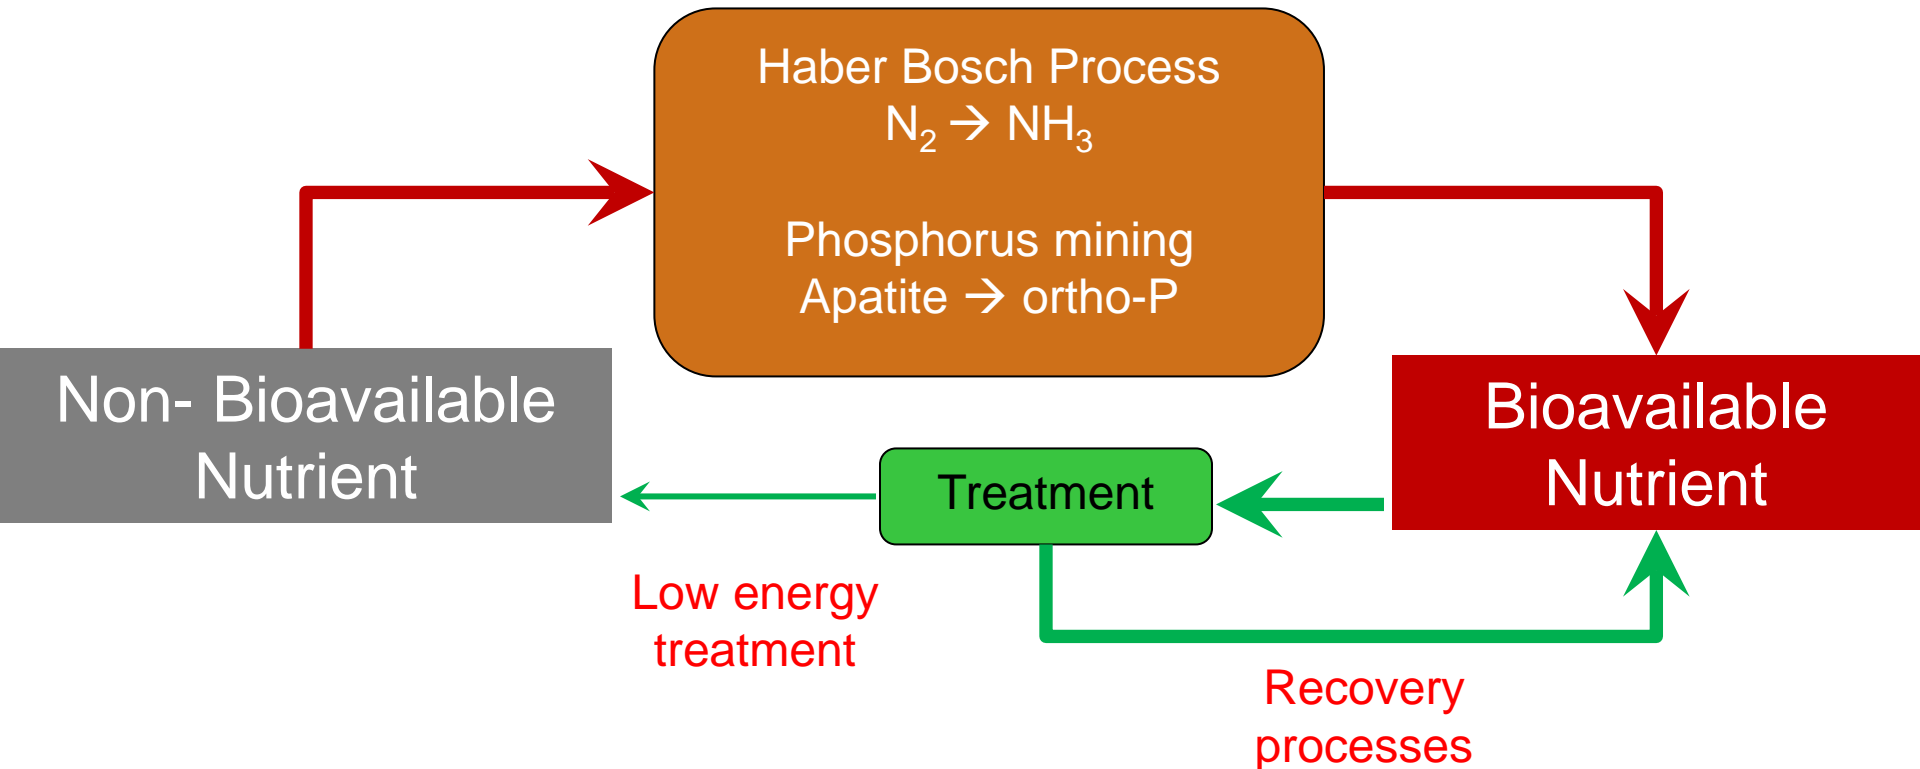 Haber Bosch Process
N₂ → NH₃
Phosphorus mining
Apatite → ortho-P
Non- Bioavailable
Nutrient
Bioavailable
Nutrient
Treatment
Low energy
treatment
Recovery
processes